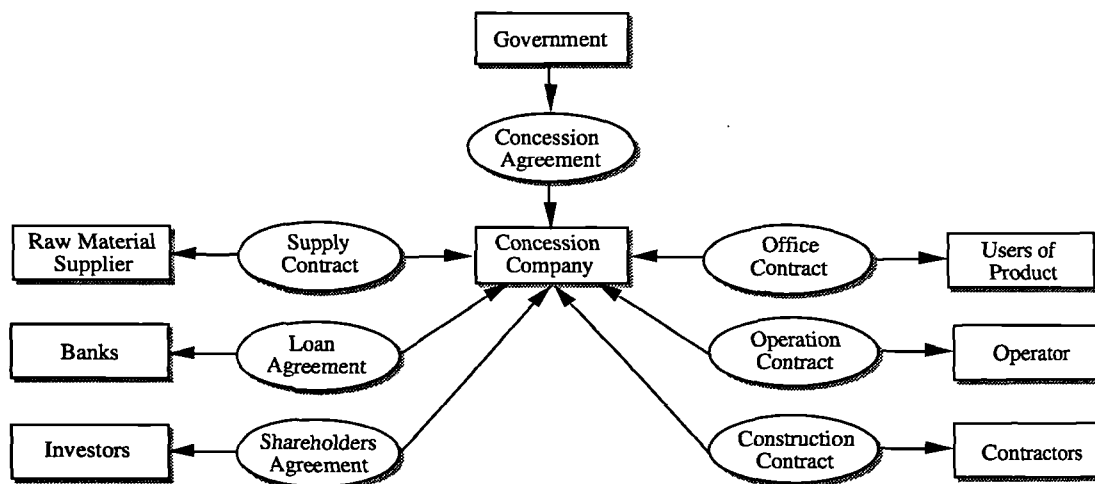 Government
Concession
Agreement
Raw Material
Supplier
Supply
Contract
Concession
Company
Office
Contract
Users of
Product
Banks
Loan
Agreement
Operation
Contract
Operator
Investors
Shareholders
Agreement
Construction
Contract
Contractors